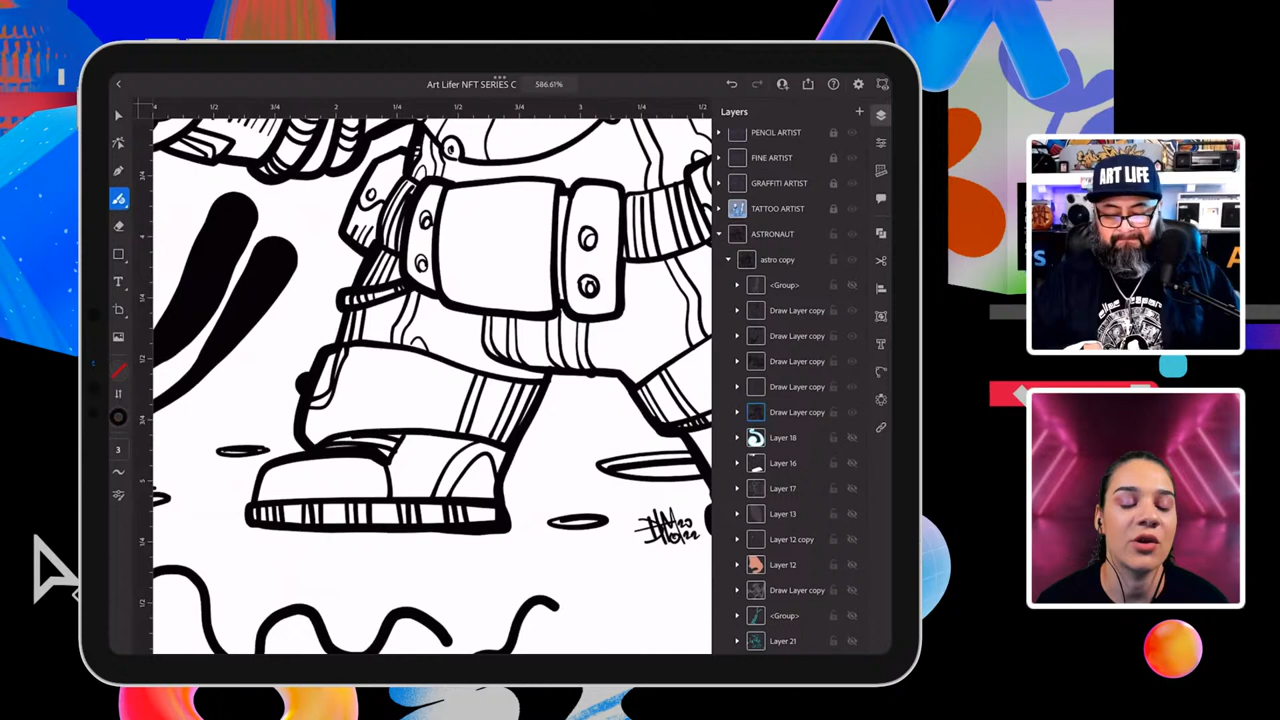 Art Lifer NFT SERIES C
586.61%
Layers
PENCIL ARTIST
FINE ARTIST
GRAFFITI ARTIST
TATTOO ARTIST
ASTRONAUT
astro copy
<Group>
Draw Layer copy
Draw Layer copy
Draw Layer copy
Draw Layer copy
Draw Layer copy
Layer 18
Layer 16
Layer 17
Layer 13
Layer 12 copy
Layer 12
Draw Layer copy
<Group>
Layer 21
3
ART LIFE